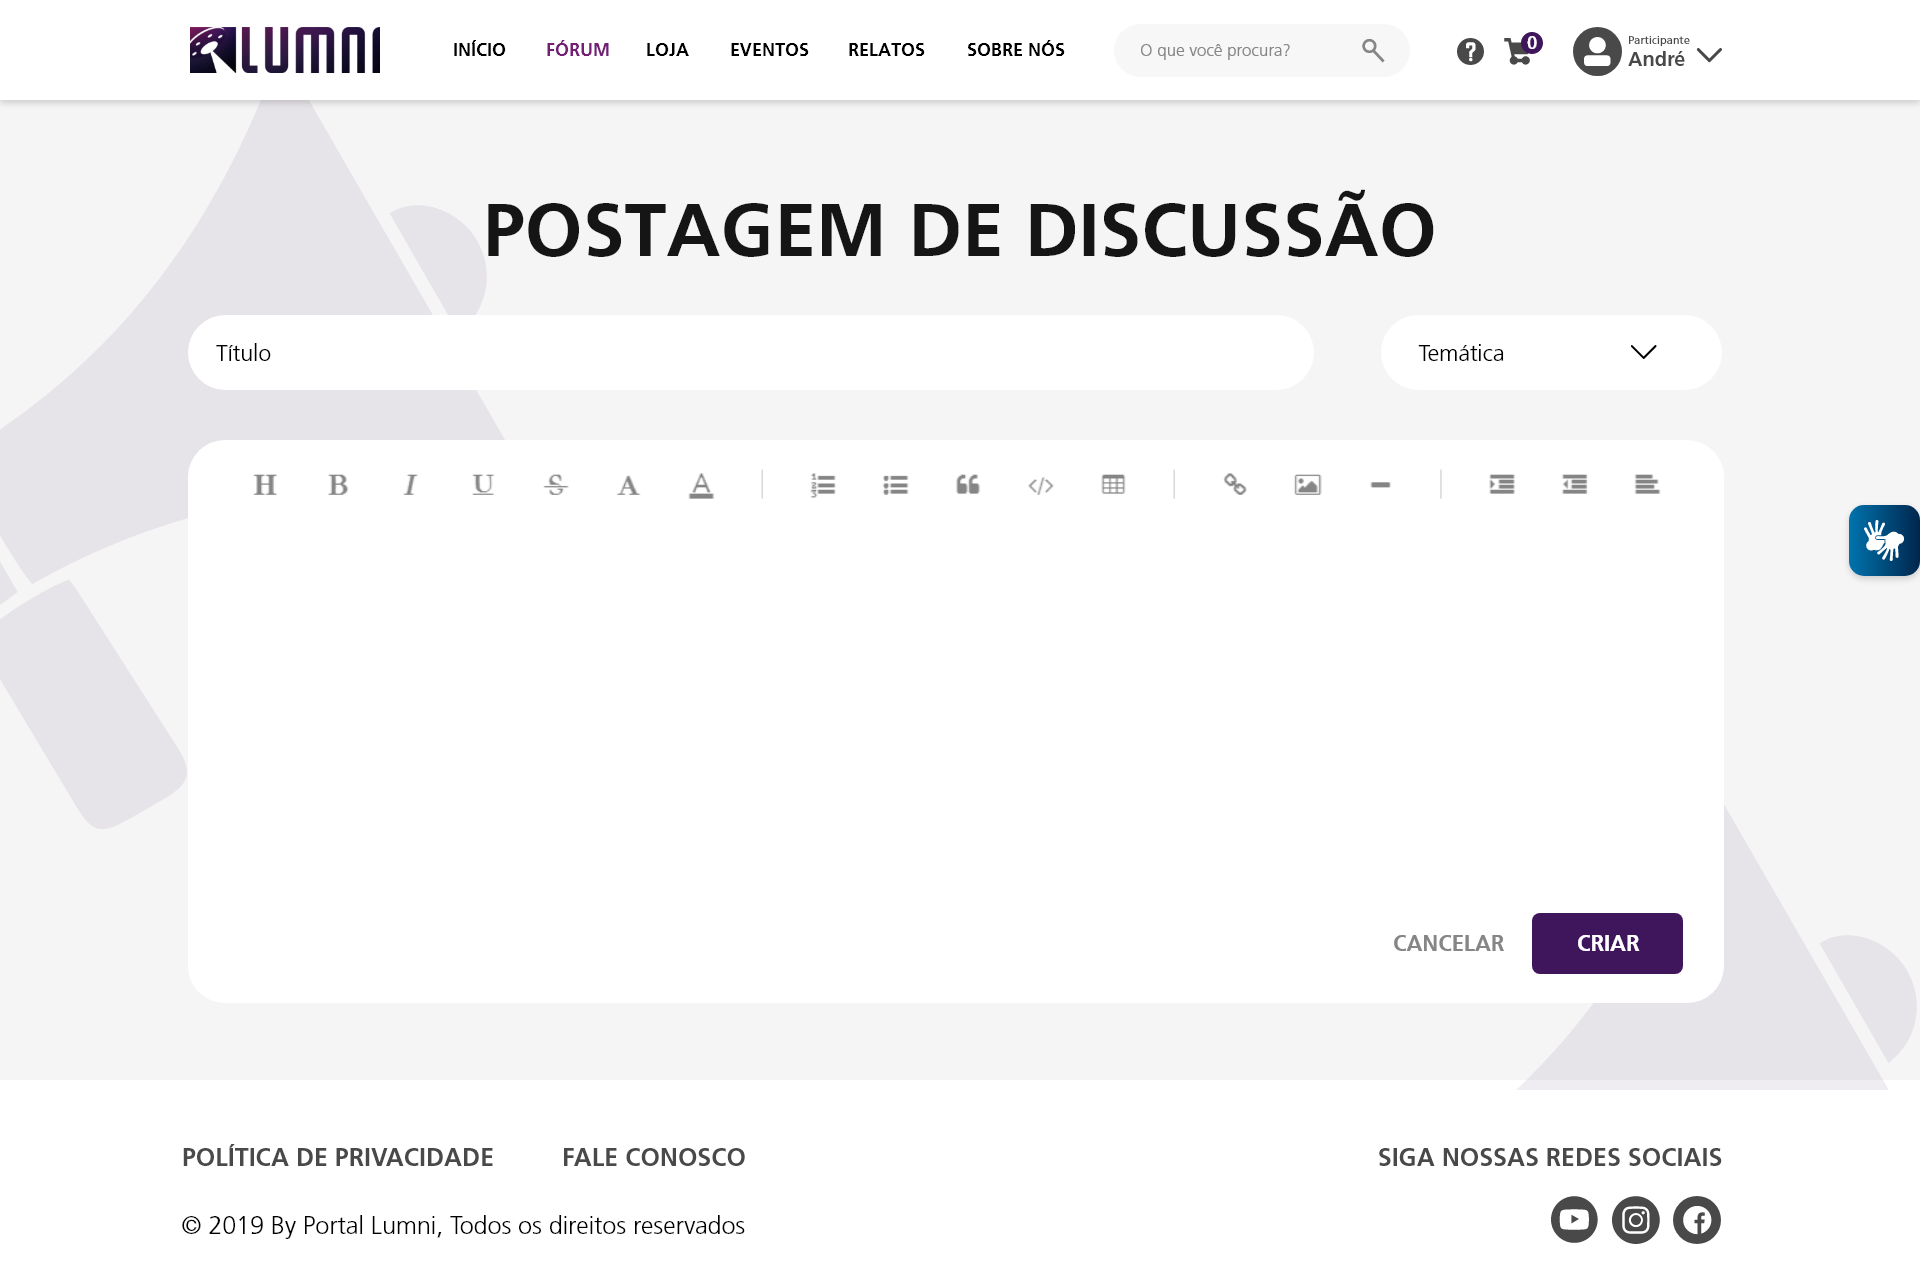 LUMNI
INÍCIO FÓRUM LOJA EVENTOS RELATOS SOBRE NÓS
O que você procura?
0
Participante
André
POSTAGEM DE DISCUSSÃO
Título
Temática
H B I U S A A
CANCELAR
CRIAR
POLÍTICA DE PRIVACIDADE FALE CONOSCO
SIGA NOSSAS REDES SOCIAIS
© 2019 By Portal Lumni, Todos os direitos reservados